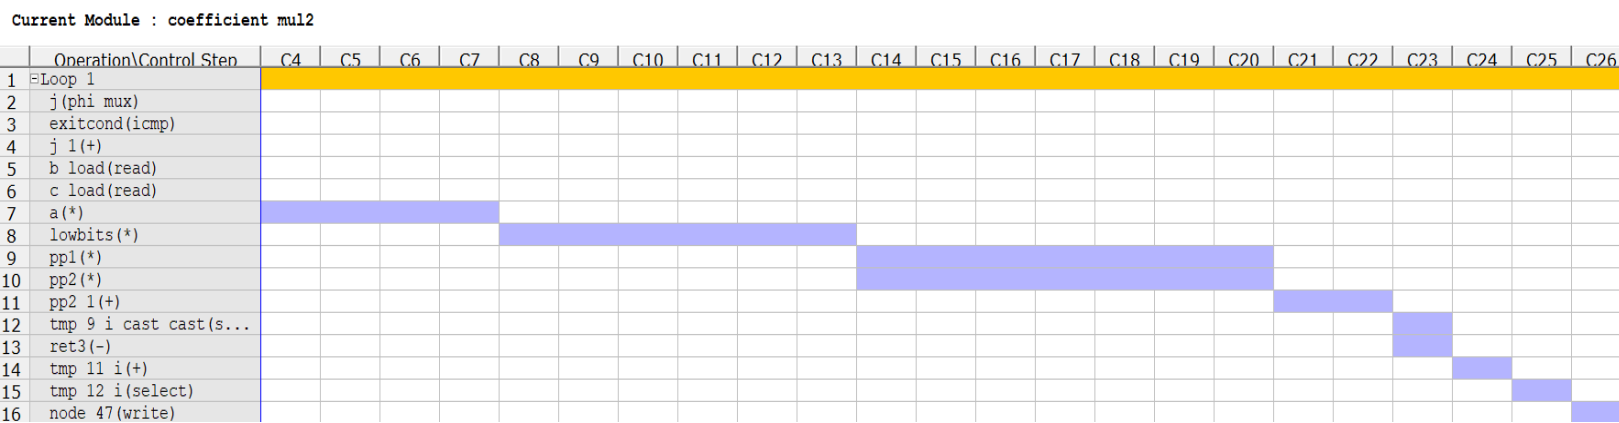 Current Module : coefficient mul2
Operation\Control Step C4 C5 C6 C7 C8 C9 C10 C11 C12 C13 C14 C15 C16 C17 C18 C19 C20 C21 C22 C23 C24 C25 C26
1 Loop 1
2 j(phi mux)
3 exitcond(icmp)
4 j 1(+)
5 b load(read)
6 c load(read)
7 a(*)
8 lowbits(*)
9 pp1(*)
10 pp2(*)
11 pp2 1(+)
12 tmp 9 i cast cast(s...
13 ret3(-)
14 tmp 11 i(+)
15 tmp 12 i(select)
16 node 47(write)